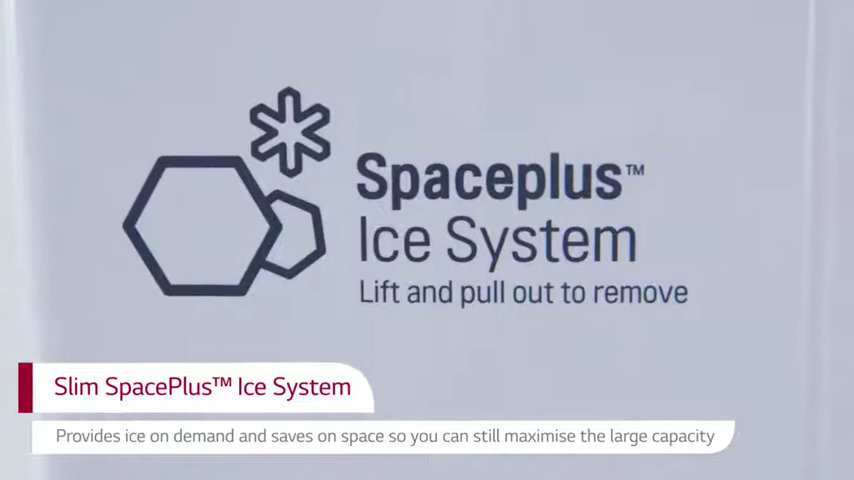 Spaceplus™
Ice System
Lift and pull out to remove
Slim SpacePlus™ Ice System
Provides ice on demand and saves on space so you can still maximise the large capacity